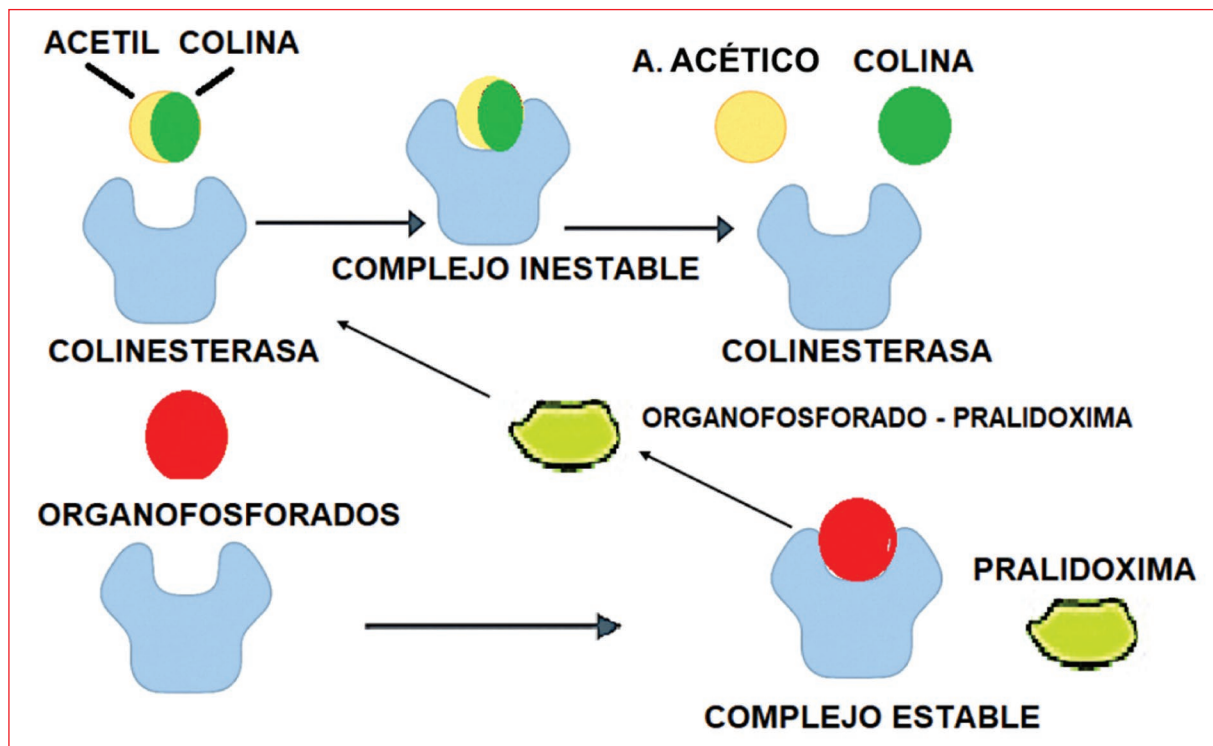 ACETIL COLINA
A. ACÉTICO COLINA
COMPLEJO INESTABLE
COLINESTERASA
COLINESTERASA
ORGANOFOSFORADO - PRALIDOXIMA
ORGANOFOSFORADOS
PRALIDOXIMA
COMPLEJO ESTABLE